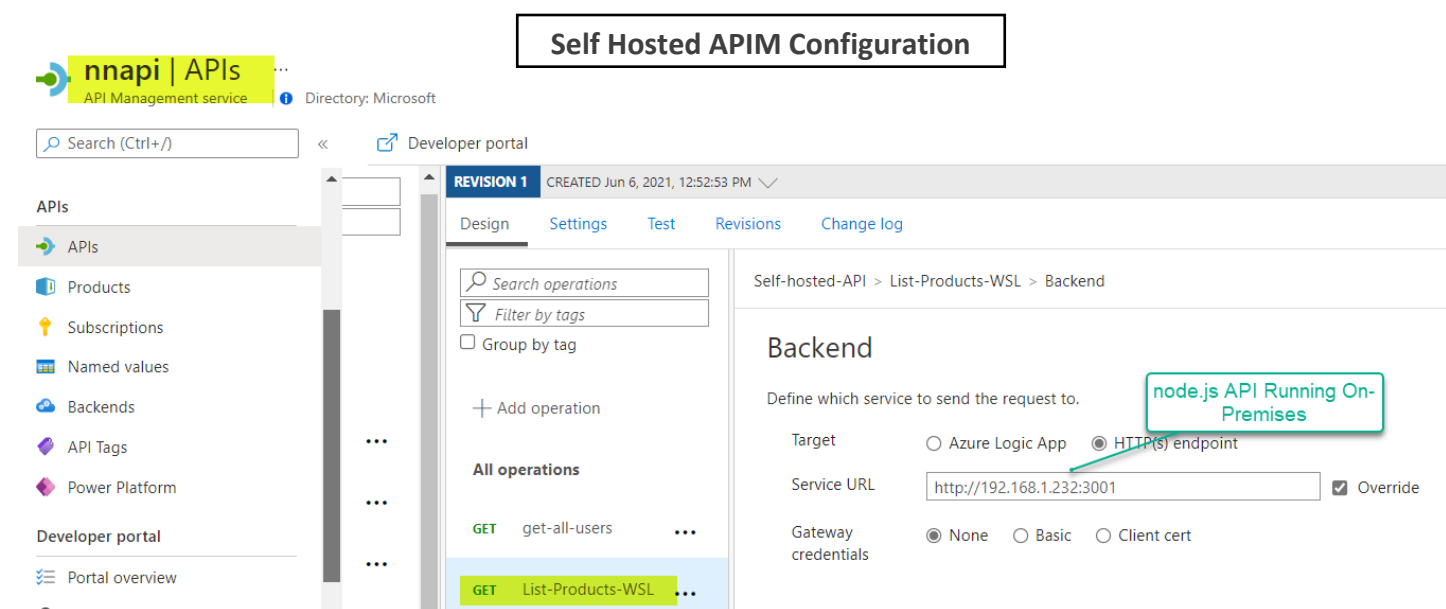 Self Hosted APIM Configuration
nnapi | APIs
...
API Management service
Directory: Microsoft
Search (Ctrl+/)
«
Developer portal
APIs
APIs
Products
Subscriptions
Named values
Backends
API Tags
Power Platform
Developer portal
Portal overview
REVISION 1 CREATED Jun 6, 2021, 12:52:53 PM
Design Settings Test Revisions Change log
Search operations
Filter by tags
Group by tag
+ Add operation
All operations
GET get-all-users ...
GET List-Products-WSL ...
Self-hosted-API > List-Products-WSL > Backend
Backend
Define which service to send the request to.
node.js API Running On-
Premises
Target Azure Logic App HTTP(s) endpoint
Service URL http://192.168.1.232:3001 Override
Gateway
credentials
None Basic Client cert